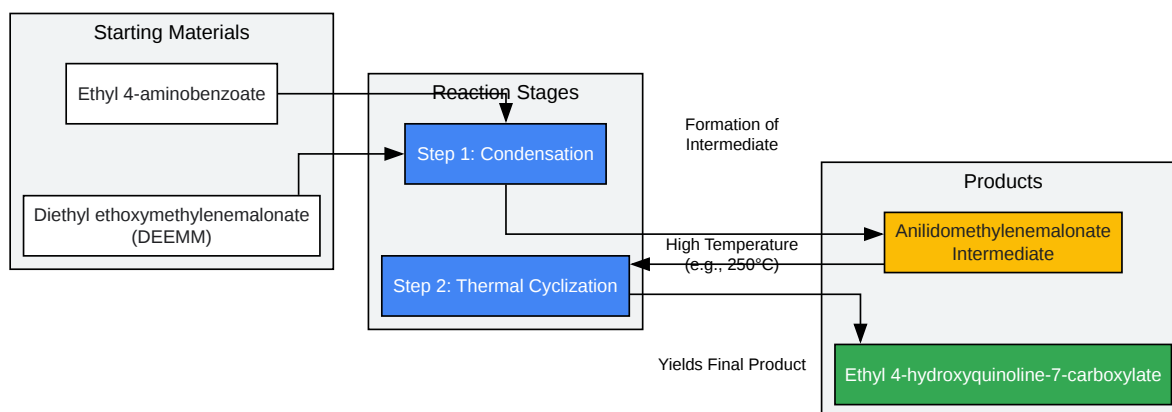 Starting Materials
Ethyl 4-aminobenzoate
Diethyl ethoxymethylenemalonate
(DEEMM)
Reaction Stages
Step 1: Condensation
Step 2: Thermal Cyclization
Formation of
Intermediate
High Temperature
(e.g., 250°C)
Yields Final Product
Products
Anilidomethylenemalonate
Intermediate
Ethyl 4-hydroxyquinoline-7-carboxylate